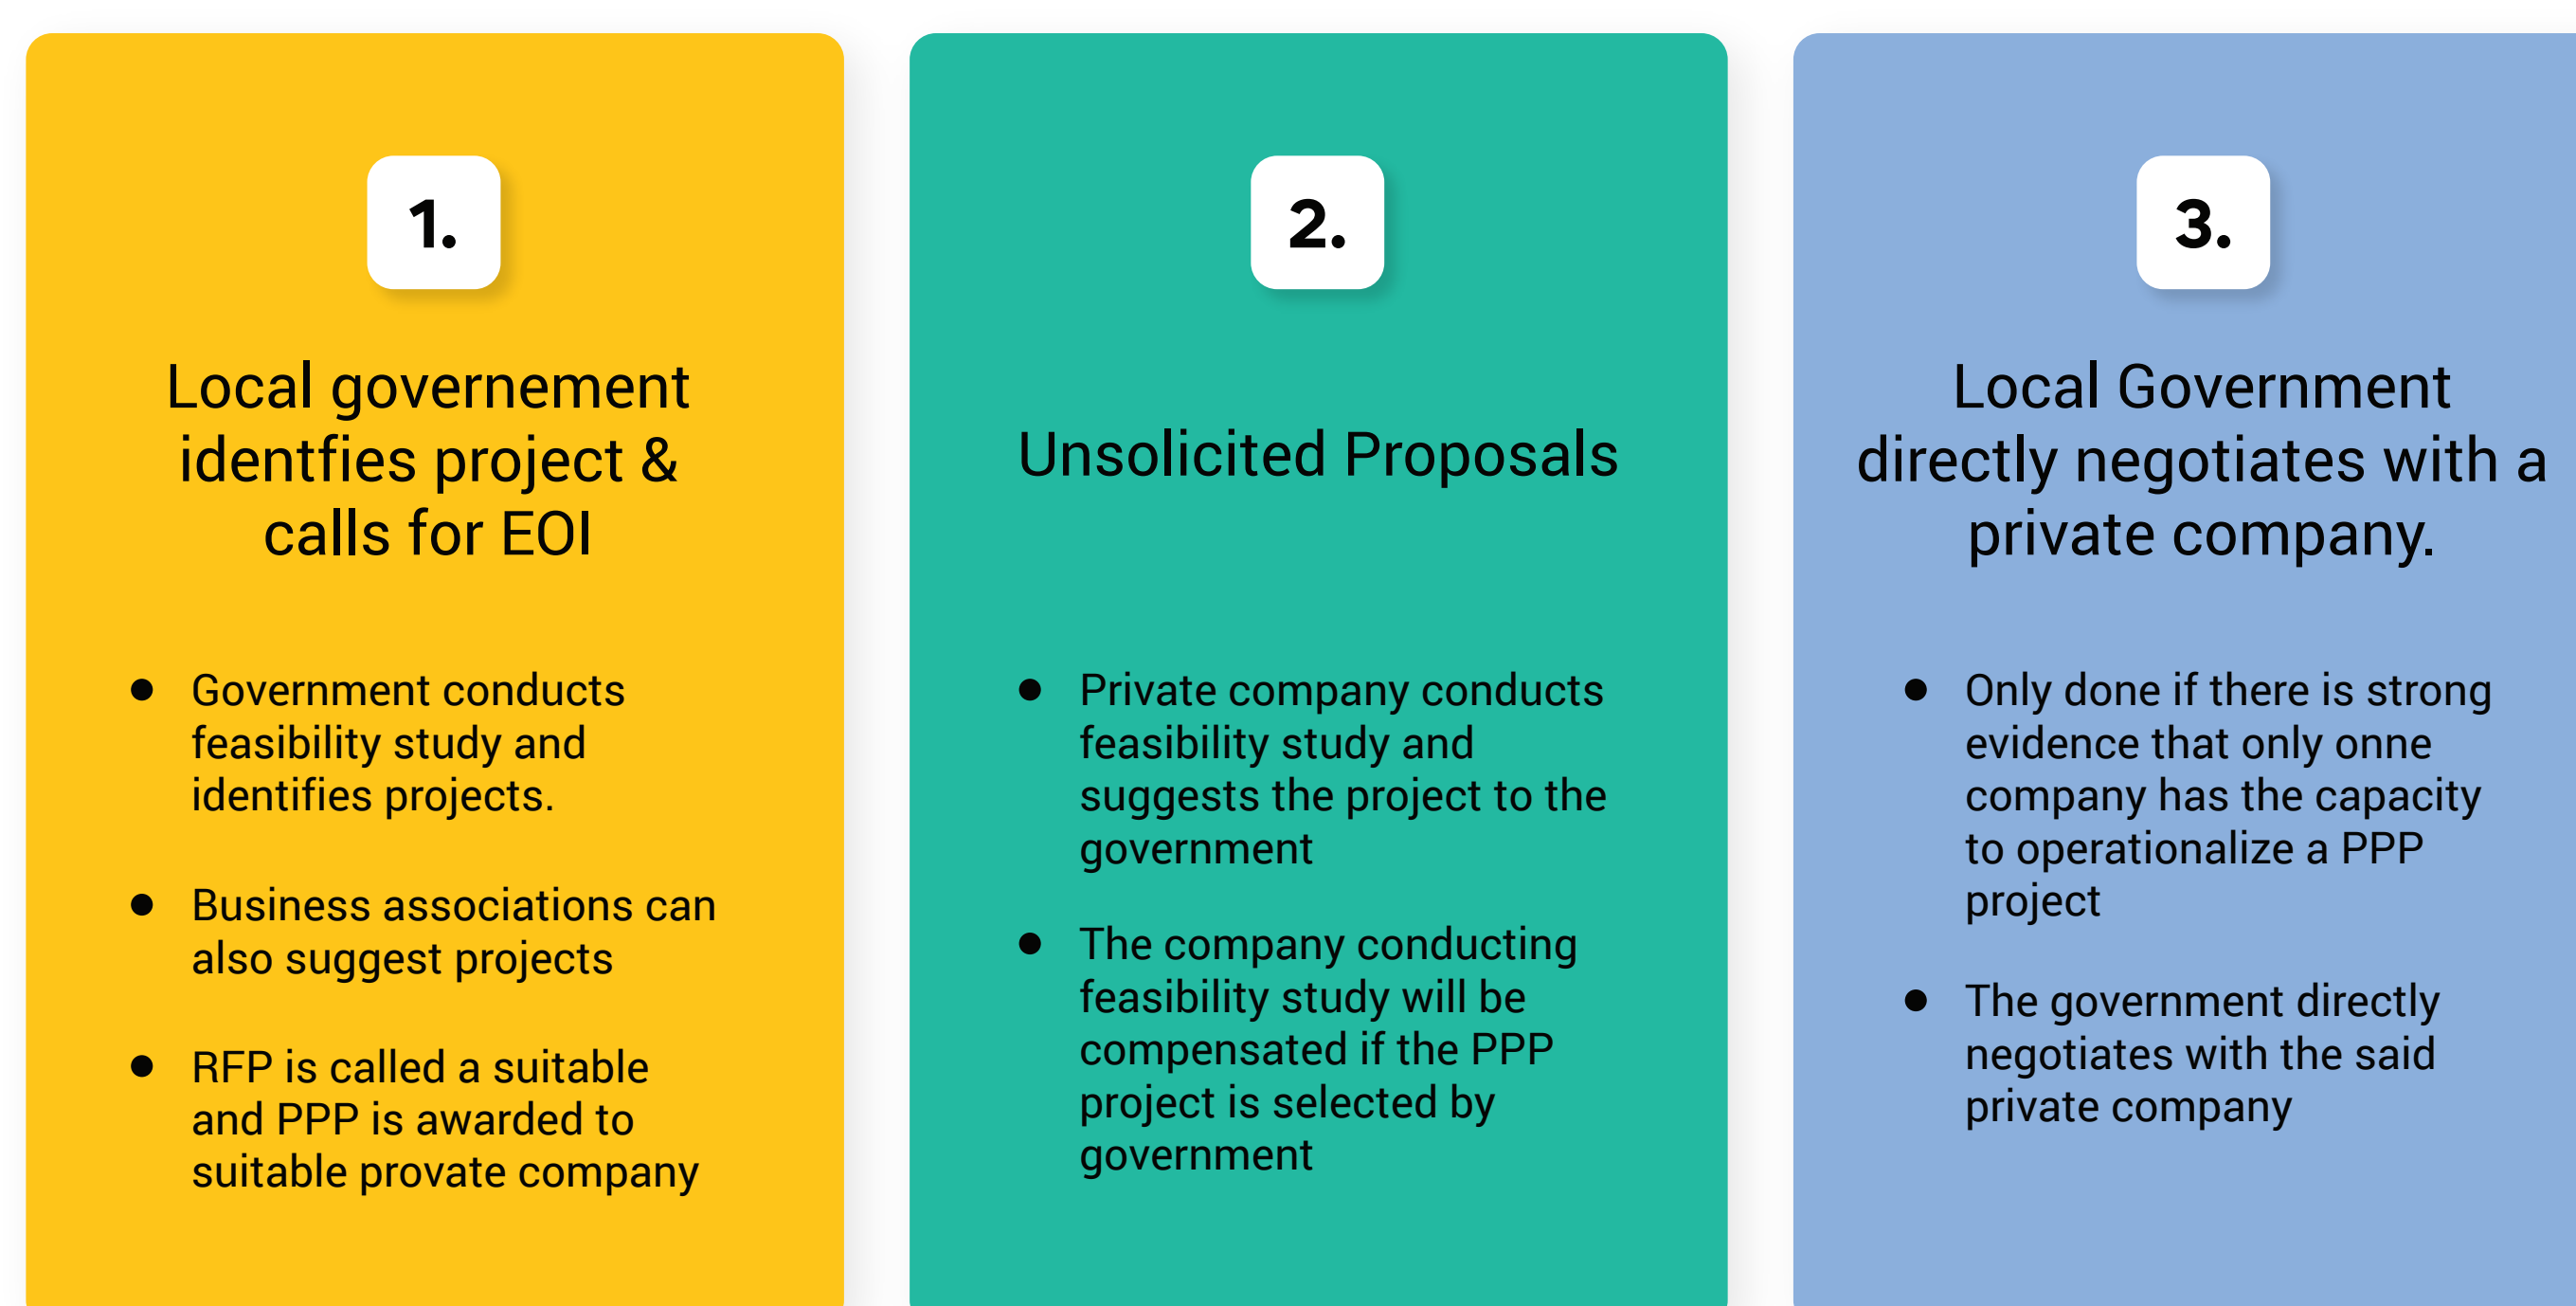 1.
Local governement
identfies project &
calls for EOI
● Government conducts
feasibility study and
identifies projects.
● Business associations can
also suggest projects
● RFP is called a suitable
and PPP is awarded to
suitable provate company
2.
Unsolicited Proposals
● Private company conducts
feasibility study and
suggests the project to the
government
● The company conducting
feasibility study will be
compensated if the PPP
project is selected by
government
3.
Local Government
directly negotiates with a
private company.
● Only done if there is strong
evidence that only onne
company has the capacity
to operationalize a PPP
project
● The government directly
negotiates with the said
private company